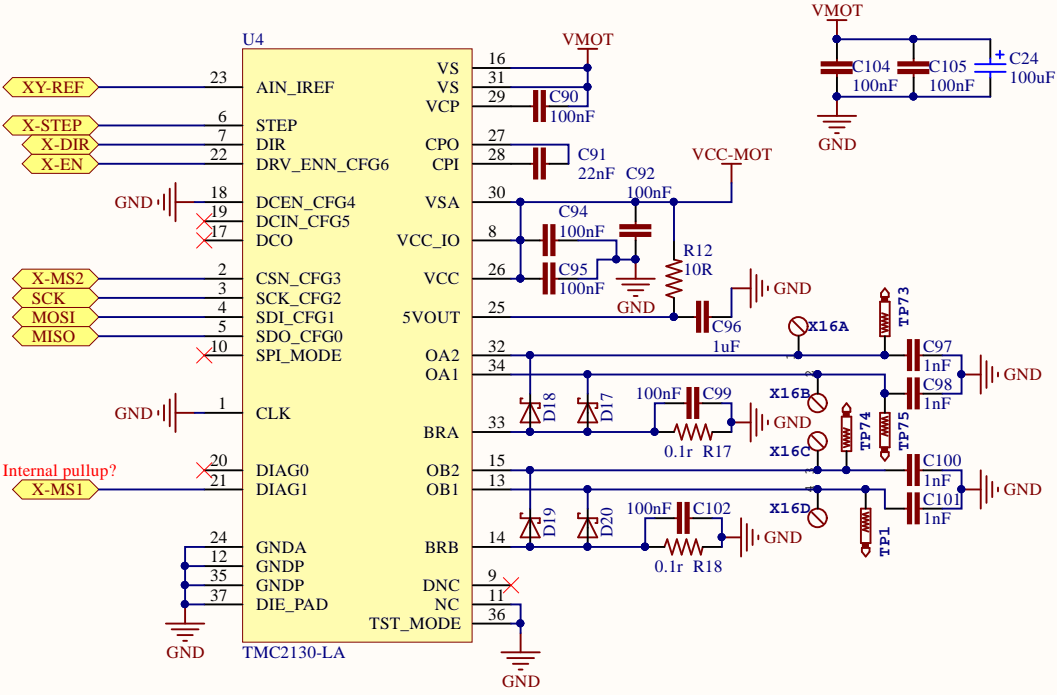 VMOT
C104
100nF
C105
100nF
+
C24
100uF
GND
U4
TMC2130-LA
XY-REF
23
AIN_IREF
X-STEP
6
STEP
X-DIR
7
DIR
X-EN
22
DRV_ENN_CFG6
GND
18
DCEN_CFG4
19
DCIN_CFG5
17
DCO
X-MS2
2
CSN_CFG3
SCK
3
SCK_CFG2
MOSI
4
SDI_CFG1
MISO
5
SDO_CFG0
10
SPI_MODE
GND
1
CLK
Internal pullup?
20
DIAG0
X-MS1
21
DIAG1
24
GNDA
12
GNDP
35
GNDP
37
DIE_PAD
GND
VS
16
VMOT
VS
31
VCP
29
C90
100nF
CPO
27
CPI
28
C91
22nF
VSA
30
C92
100nF
VCC-MOT
VCC_IO
8
C94
100nF
VCC
26
C95
100nF
GND
R12
10R
5VOUT
25
C96
1uF
GND
OA2
32
1
X16A
TP73
C97
1nF
OA1
34
2
X16B
TP75
C98
1nF
GND
D18
D17
100nF
C99
BRA
33
0.1r
R17
GND
OB2
15
3
X16C
TP74
C100
1nF
OB1
13
4
X16D
TP1
C101
1nF
GND
D19
D20
100nF
C102
BRB
14
0.1r
R18
GND
DNC
9
NC
11
TST_MODE
36
GND